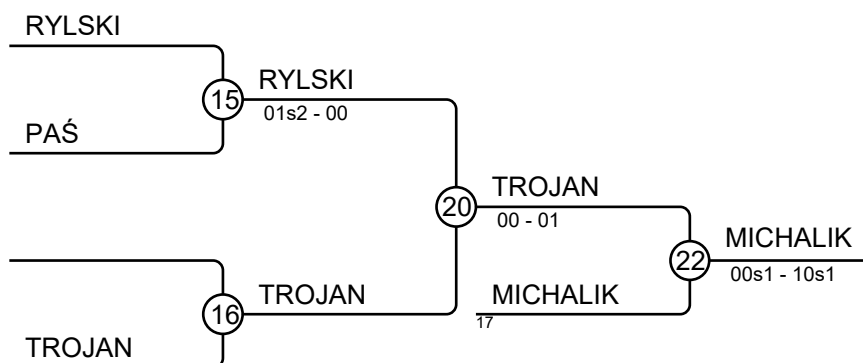 RYLSKI
15
RYLSKI
01s2 - 00
PAŚ
20
TROJAN
00 - 01
22
MICHALIK
00s1 - 10s1
16
TROJAN
MICHALIK
17
TROJAN